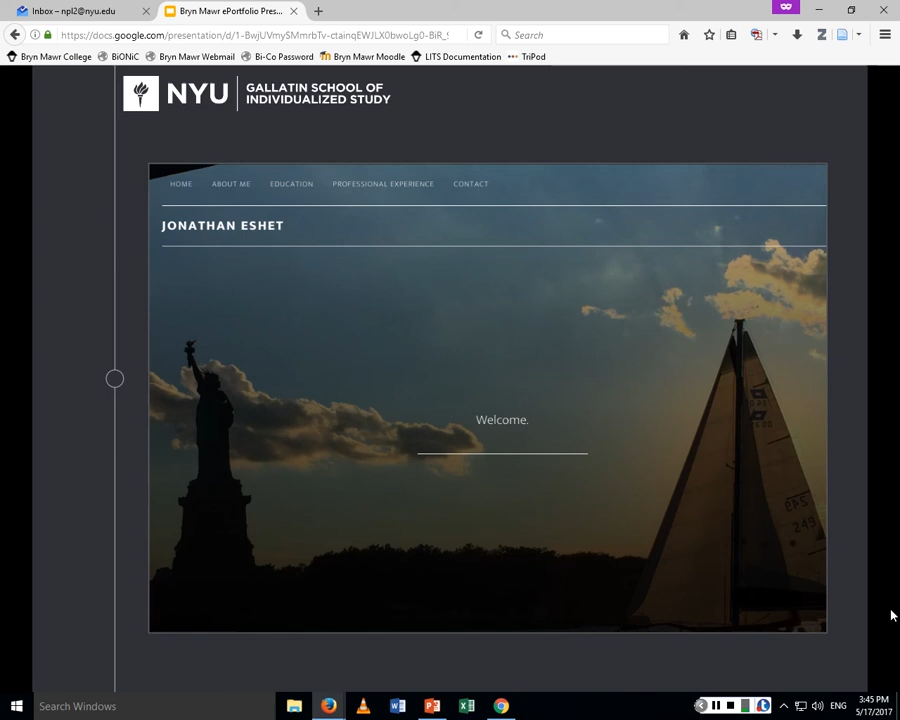 Inbox – npl2@nyu.edu
Bryn Mawr ePortfolio Pres...
https://docs.google.com/presentation/d/1-BwjUVmySMmrbTv-ctainqEWJLX0bwoLg0-BiR_S
Search
Bryn Mawr College
BiONiC
Bryn Mawr Webmail
Bi-Co Password
Bryn Mawr Moodle
LITS Documentation
TriPod
NYU
GALLATIN SCHOOL OF
INDIVIDUALIZED STUDY
HOME ABOUT ME EDUCATION PROFESSIONAL EXPERIENCE CONTACT
JONATHAN ESHET
Welcome.
Search Windows
ENG
3:45 PM
5/17/2017